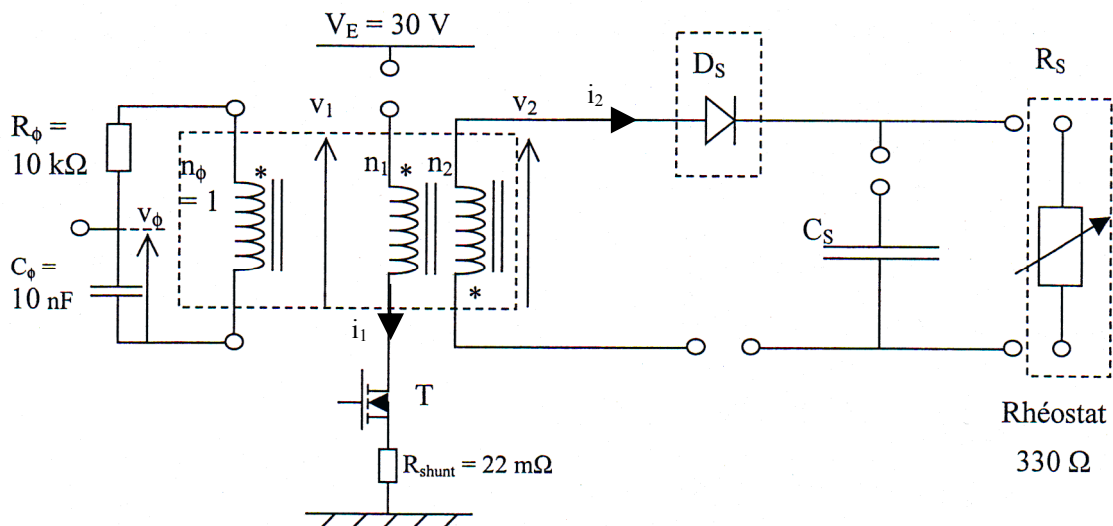 V_E = 30 V
D_S
R_S
v_1
v_2
i_2
R_ϕ =
10 kΩ
n_ϕ
= 1
*
n_1
*
n_2
v_ϕ
C_S
C_ϕ =
10 nF
*
i_1
T
Rhéostat
330 Ω
R_shunt = 22 mΩ